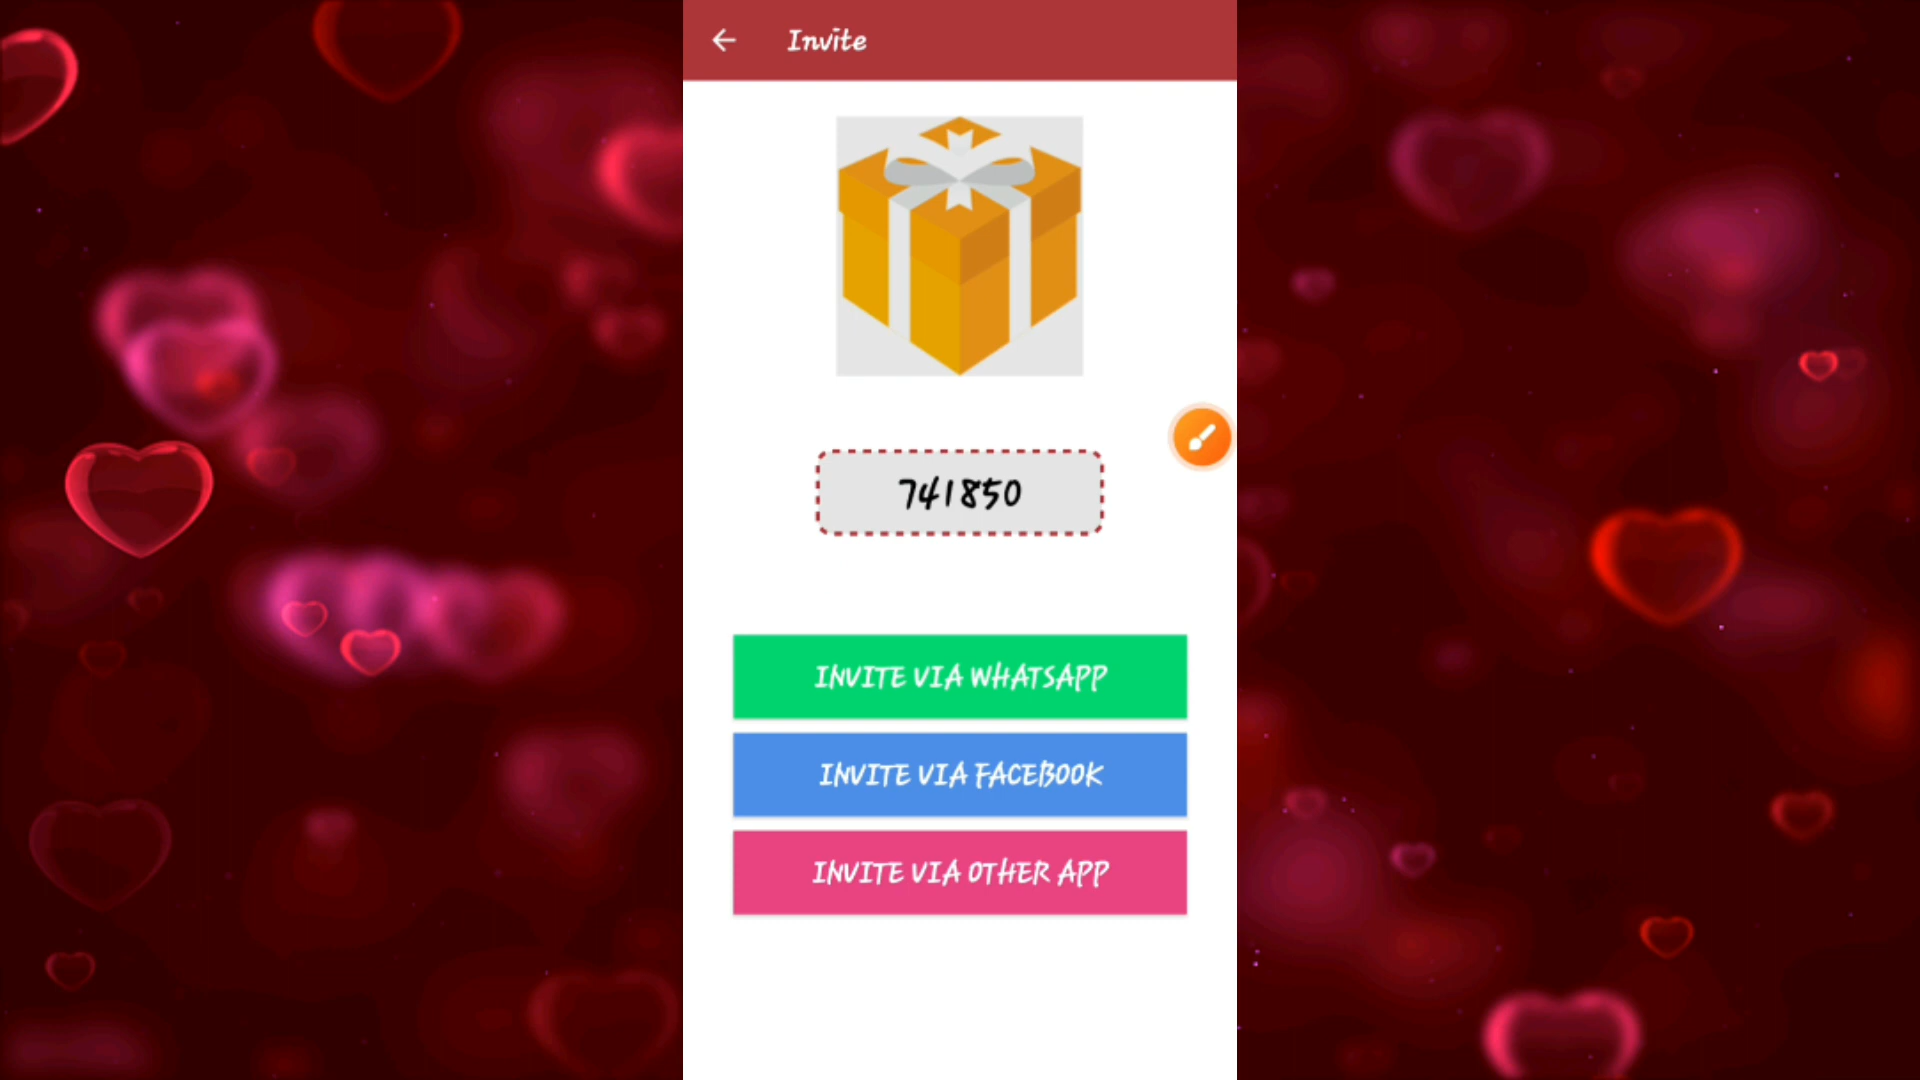 Invite
741850
INVITE VIA WHATSAPP
INVITE VIA FACEBOOK
INVITE VIA OTHER APP